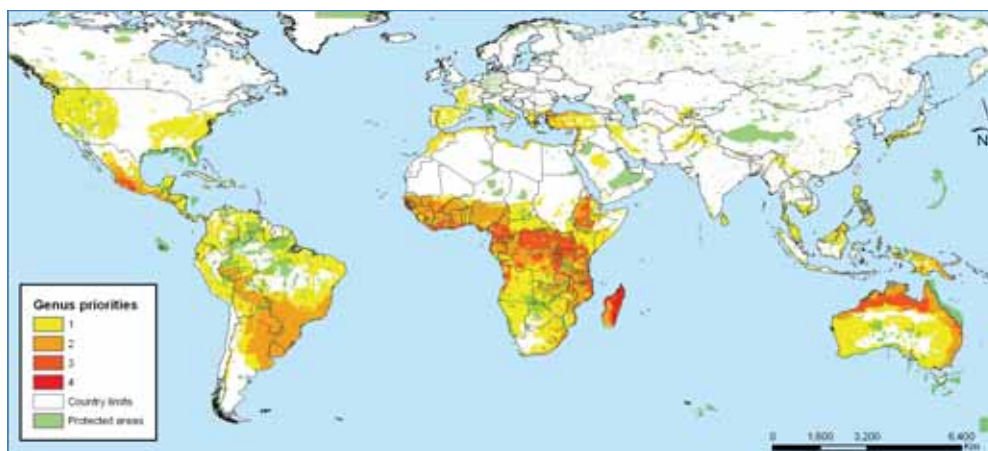 N
Genus priorities
1
2
3
4
Country limits
Protected areas
0 1,600 3,200 6,400
Km